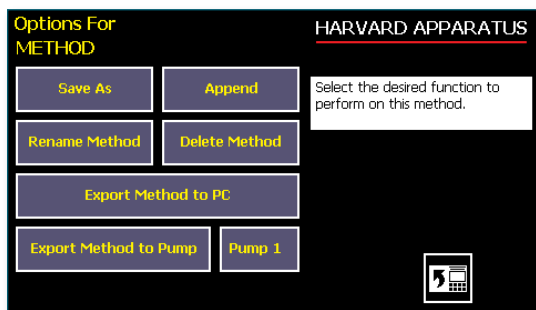 Options For
METHOD
HARVARD APPARATUS
Save As
Append
Select the desired function to
perform on this method.
Rename Method
Delete Method
Export Method to PC
Export Method to Pump
Pump 1